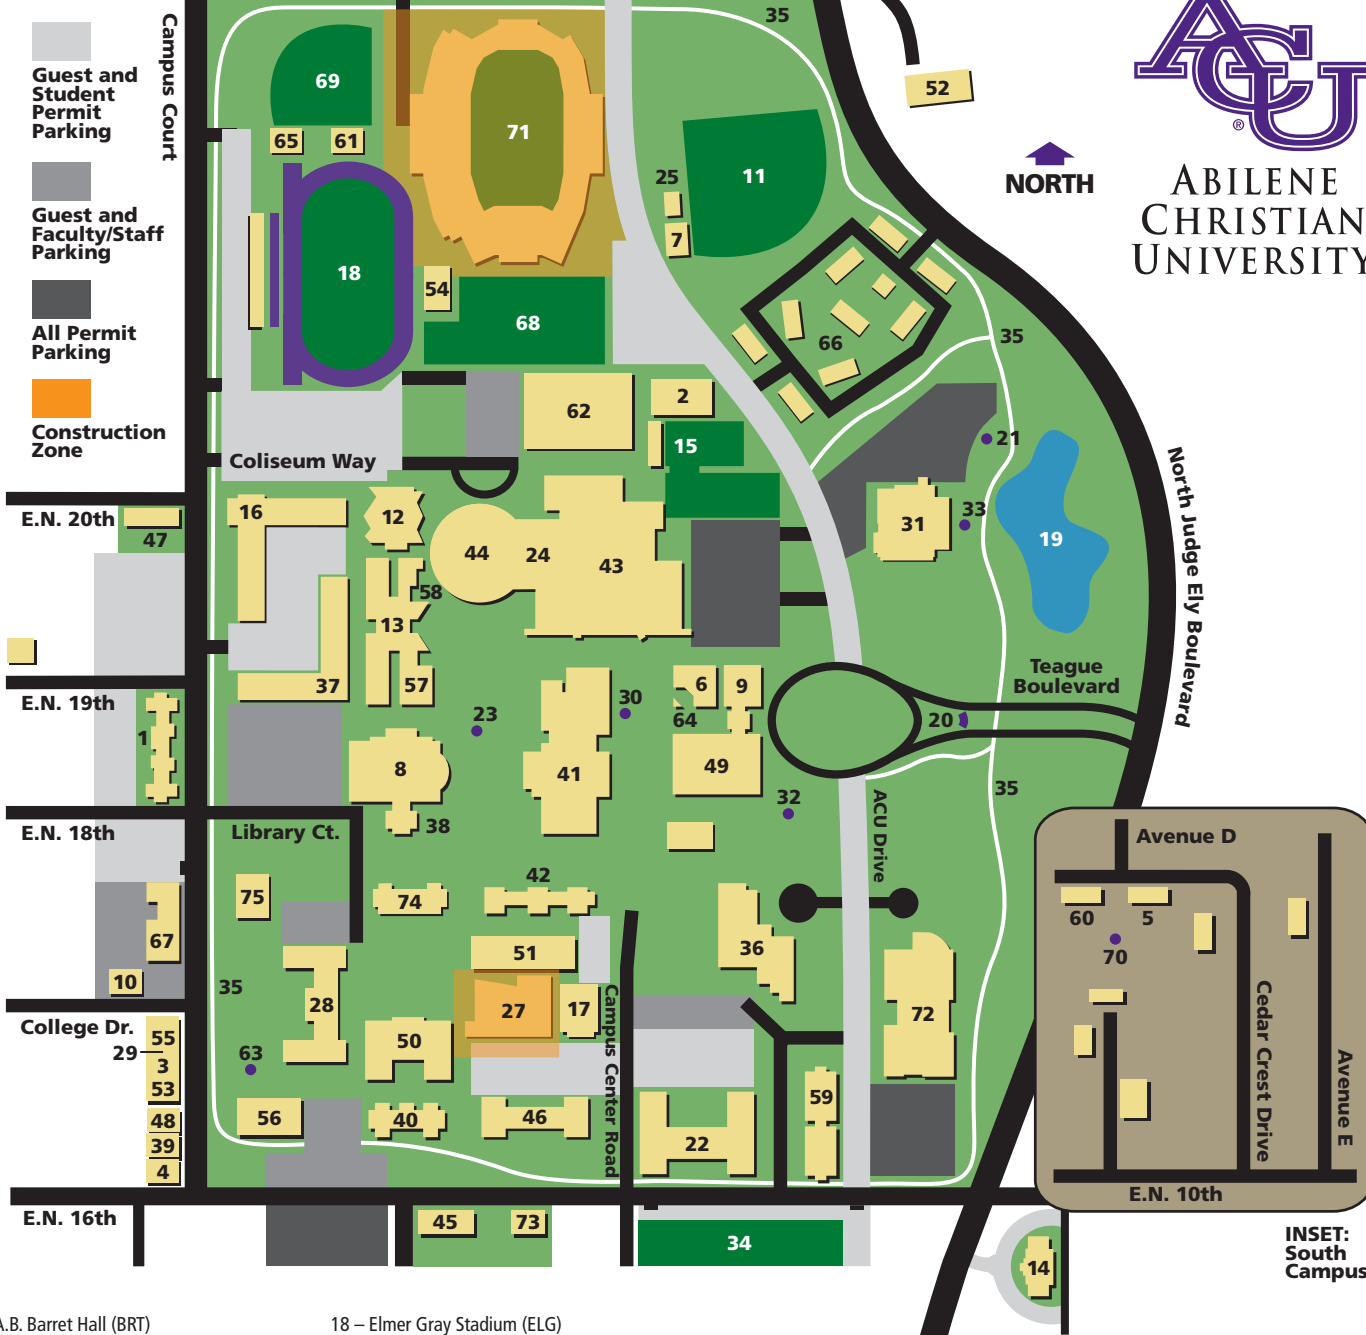 Guest and
Student
Permit
Parking
Guest and
Faculty/Staff
Parking
All Permit
Parking
Construction
Zone
Campus Court
ACU
®
ABILENE
CHRISTIAN
UNIVERSITY
NORTH
35
52
69
65
61
71
25
11
7
18
54
68
66
35
62
2
15
21
Coliseum Way
E.N. 20th
47
16
12
44
24
43
31
33
19
North Judge Ely Boulevard
58
13
37
57
E.N. 19th
1
23
30
6
9
64
20
Teague
Boulevard
8
41
49
32
35
38
E.N. 18th
Library Ct.
ACU Drive
75
74
42
67
10
51
36
35
28
27
17
72
College Dr.
55
29
3
53
63
50
Campus Center Road
48
39
4
56
40
46
22
59
E.N. 16th
45
73
34
14
Avenue D
60
5
70
Cedar Crest Drive
Avenue E
E.N. 10th
INSET:
South
Campus
A.B. Barret Hall (BRT)
18 – Elmer Gray Stadium (ELG)